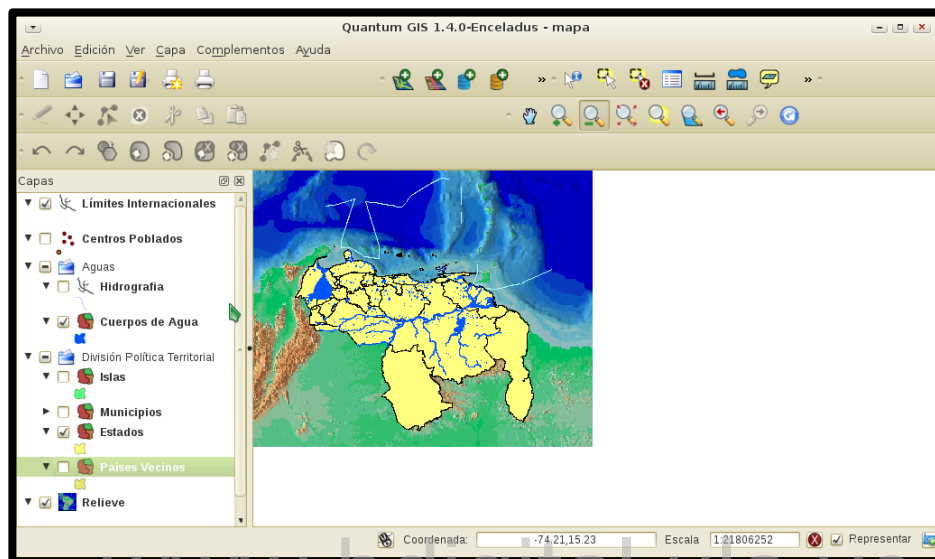 Quantum GIS 1.4.0-Enceladus - mapa
Archivo Edición Ver Capa Complementos Ayuda
Capas
Límites Internacionales
Centros Poblados
Aguas
Hidrografia
Cuerpos de Agua
División Política Territorial
Islas
Municipios
Estados
Paises Vecinos
Relieve
Coordenada: -74.21,15.23 Escala 1:21806252 Representar